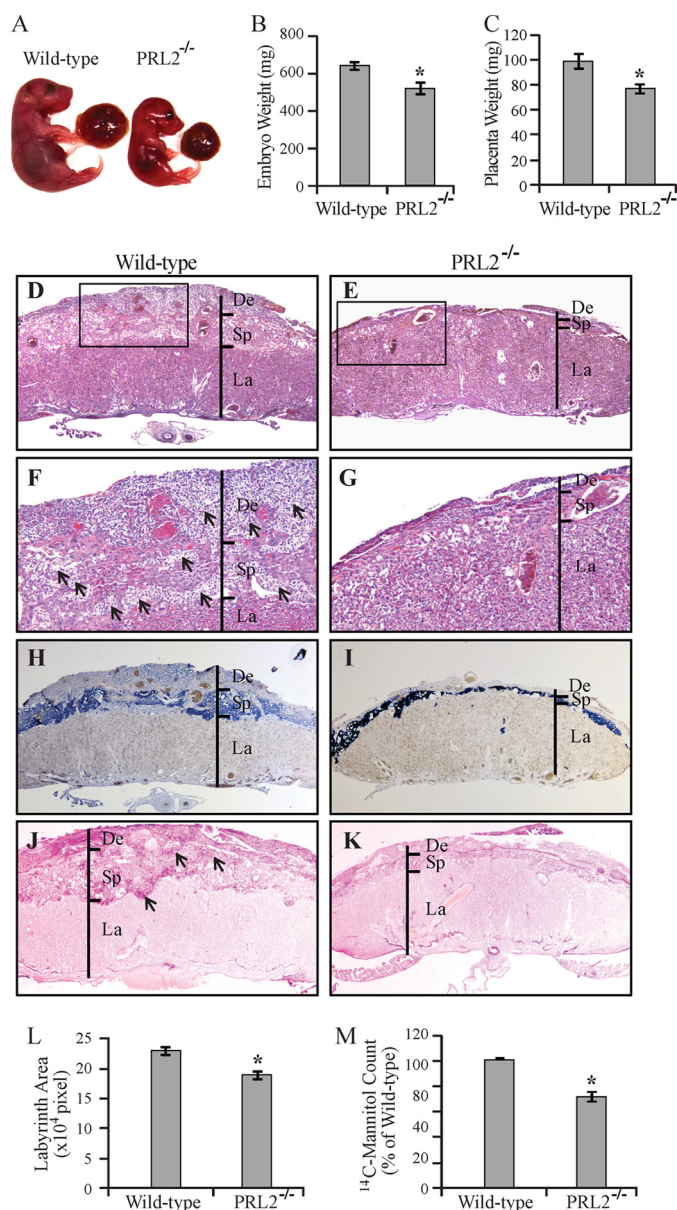 A
Wild-type PRL2-/-
B
Embryo Weight (mg)
600
400
200
0
*
Wild-type PRL2-/-
C
Placenta Weight (mg)
120
100
80
60
40
20
0
*
Wild-type PRL2-/-
Wild-type PRL2-/-
D
De
Sp
La
E
De
Sp
La
F
De
Sp
La
G
De
Sp
La
H
De
Sp
La
I
De
Sp
La
J
De
Sp
La
K
De
Sp
La
L
Labyrinth Area
(x10⁴ pixel)
25
20
15
10
5
0
*
Wild-type PRL2-/-
M
¹⁴C-Mannitol Count
(% of Wild-type)
120
100
80
60
40
20
0
*
Wild-type PRL2-/-